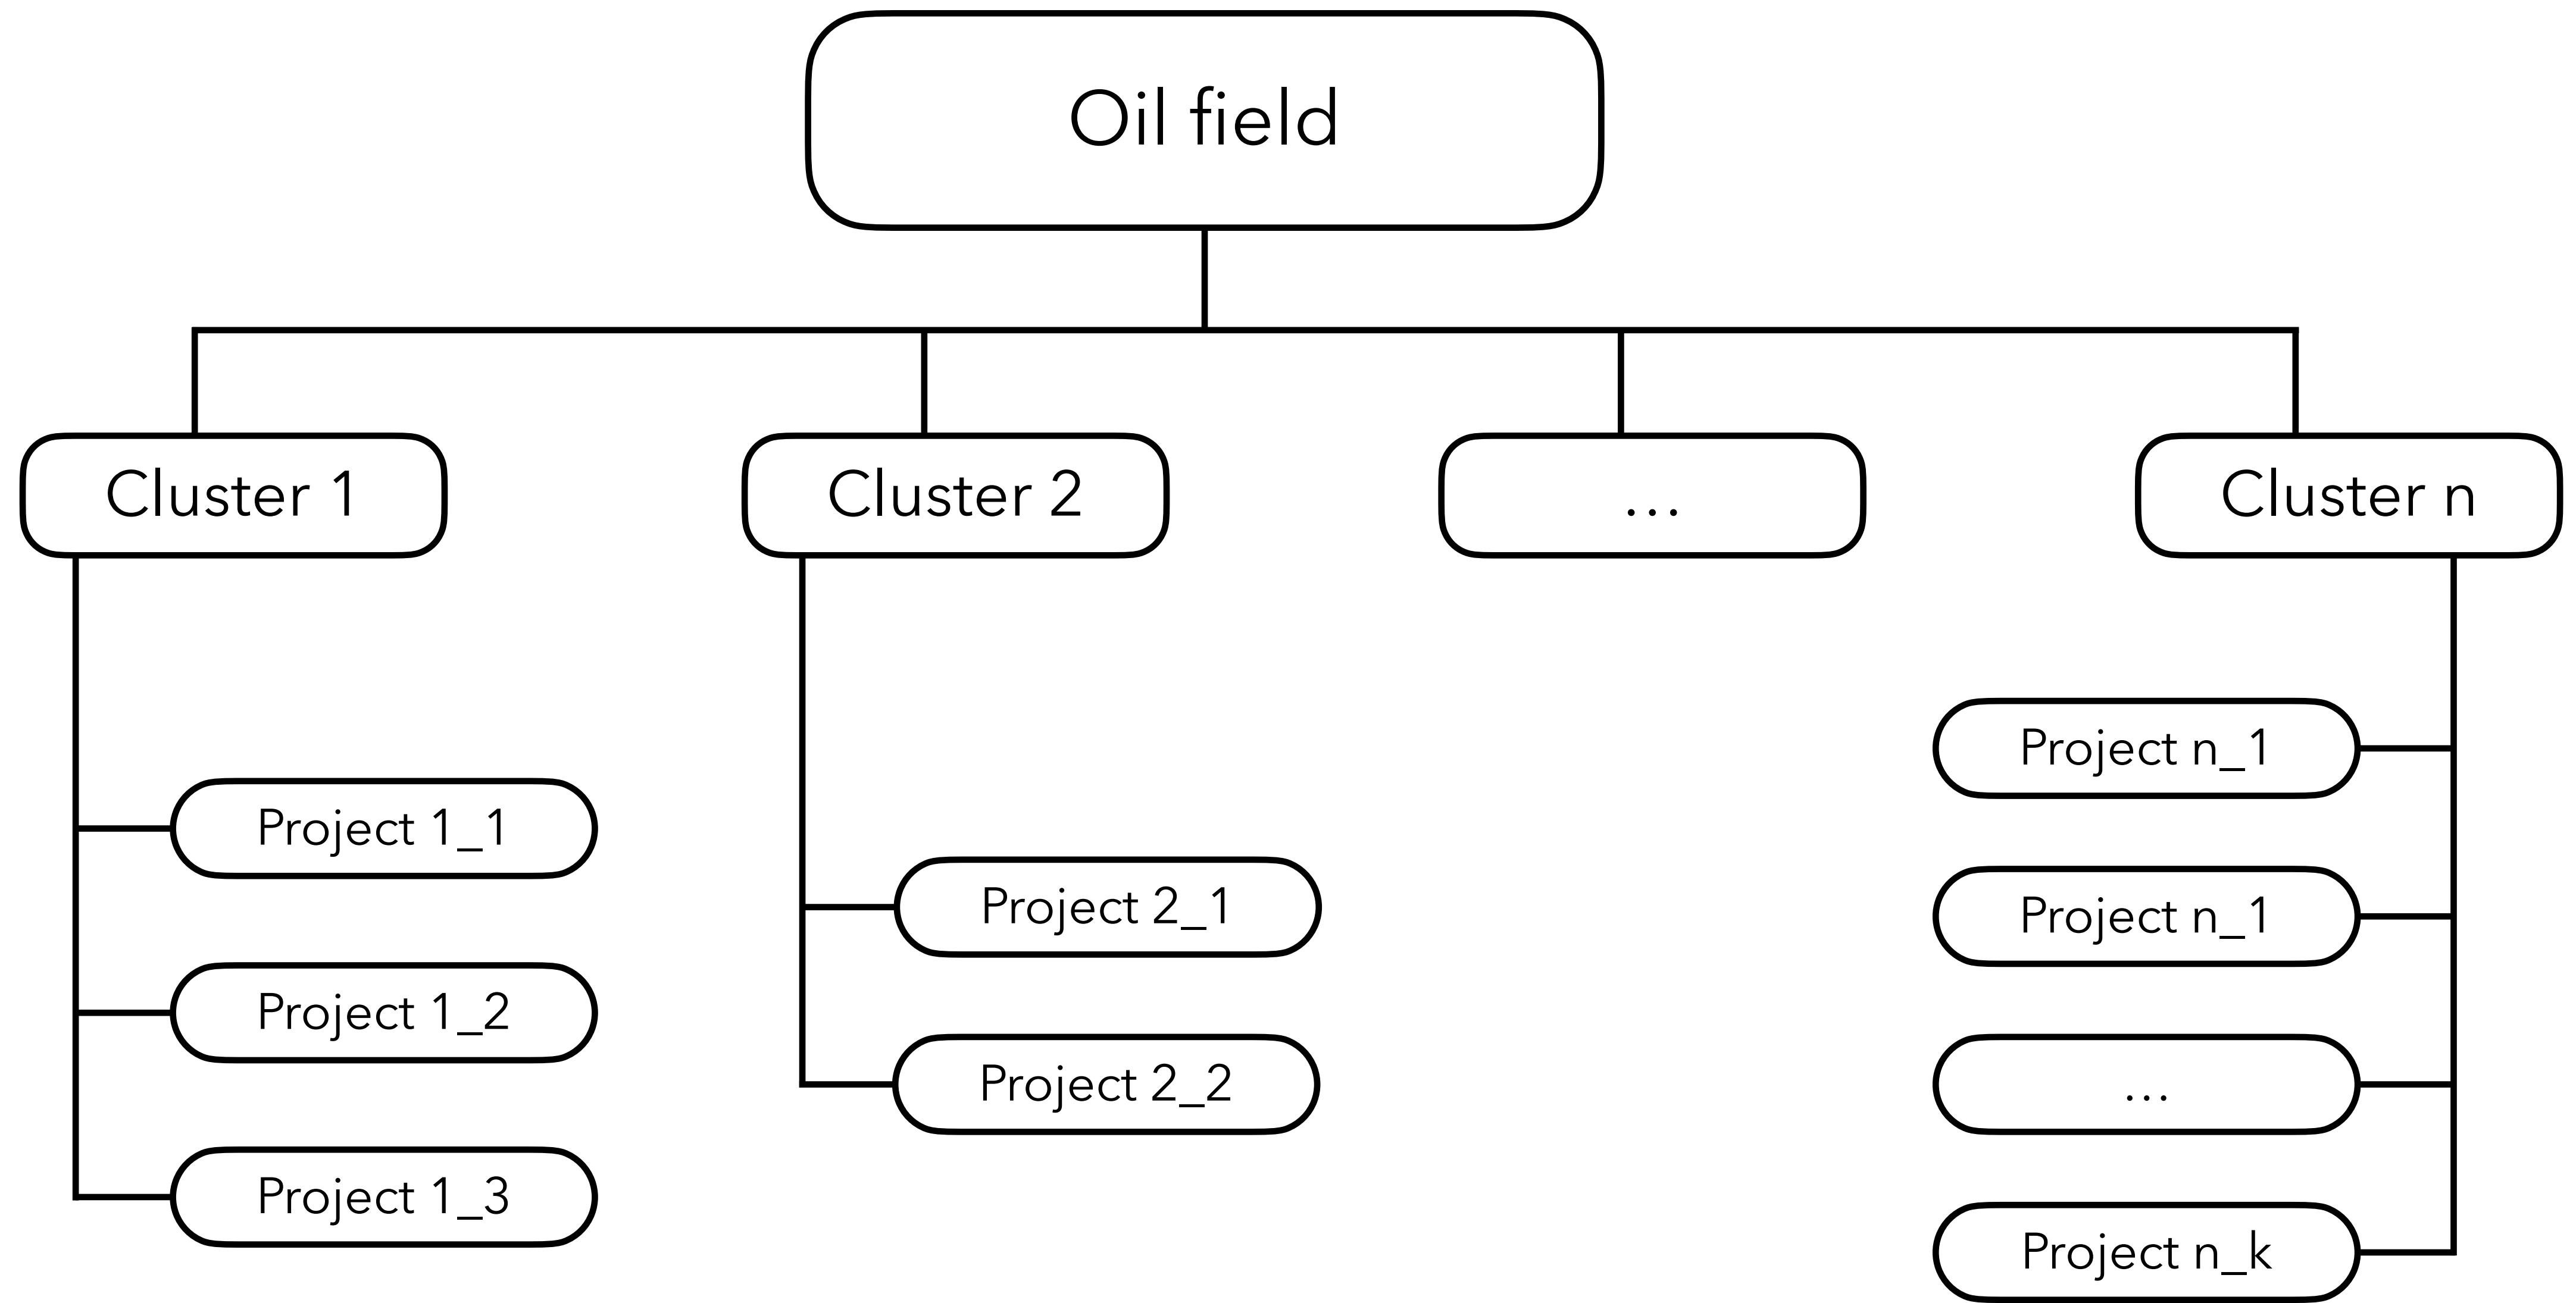 Oil field
Cluster 1
Cluster 2
...
Cluster n
Project 1_1
Project 1_2
Project 1_3
Project 2_1
Project 2_2
Project n_1
Project n_1
...
Project n_k